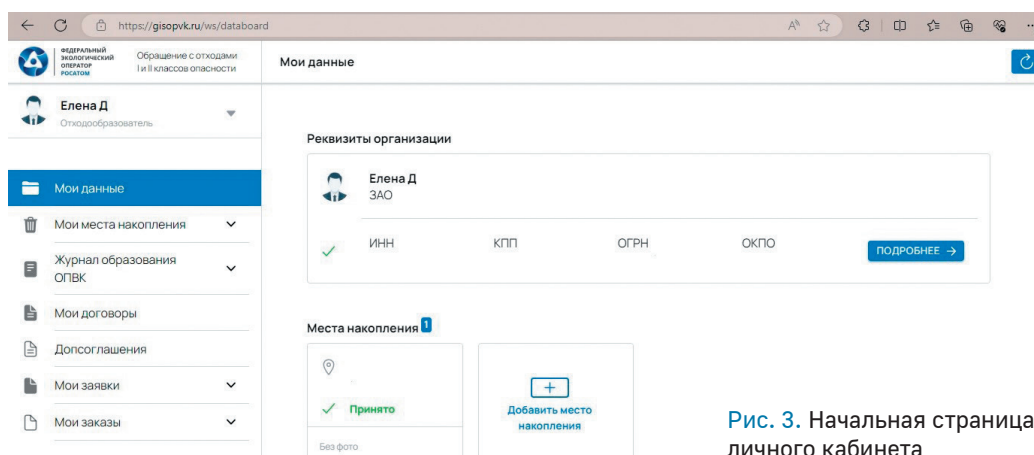 https://gisopvk.ru/ws/databoard
ФЕДЕРАЛЬНЫЙ
ЭКОЛОГИЧЕСКИЙ
ОПЕРАТОР
РОСАТОМ
Обращение с отходами
I и II классов опасности
Мои данные
Елена Д
Отходообразователь
Мои данные
Мои места накопления
Журнал образования
ОПВК
Мои договоры
Допсоглашения
Мои заявки
Мои заказы
Реквизиты организации
Елена Д
ЗАО
ИНН КПП ОГРН ОКПО
ПОДРОБНЕЕ →
Места накопления 1
Принято
Без фото
Добавить место
накопления
Рис. 3. Начальная страница
личного кабинета